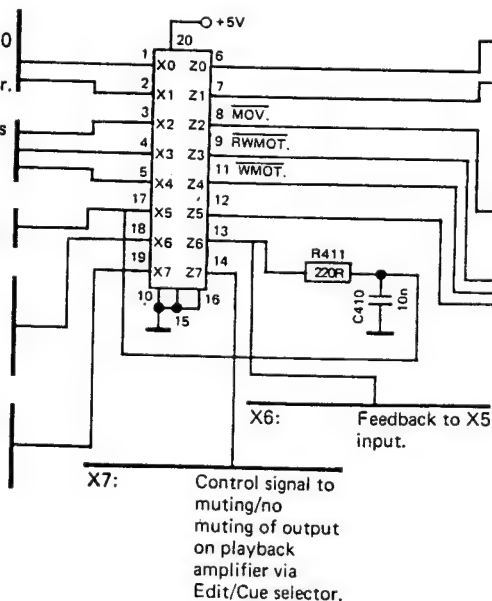 +5V
20
0
1 X0 Z0 6
r.
2 X1 Z1 7
s
3 X2 Z2 8 MOV.
4 X3 Z3 9 RWMOT.
5 X4 Z4 11 WMOT.
17 X5 Z5 12
18 X6 Z6 13
19 X7 Z7 14
10 15 16
R411
220R
C410
10n
X6: Feedback to X5
input.
X7: Control signal to
muting/no
muting of output
on playback
amplifier via
Edit/Cue selector.